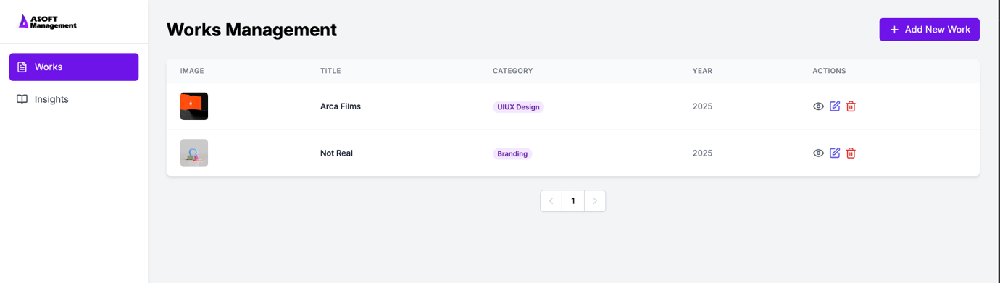 ASOFT
Management
Works Management
Add New Work
Works
Insights
IMAGE TITLE CATEGORY YEAR ACTIONS
Arca Films UIUX Design 2025
Not Real Branding 2025
1